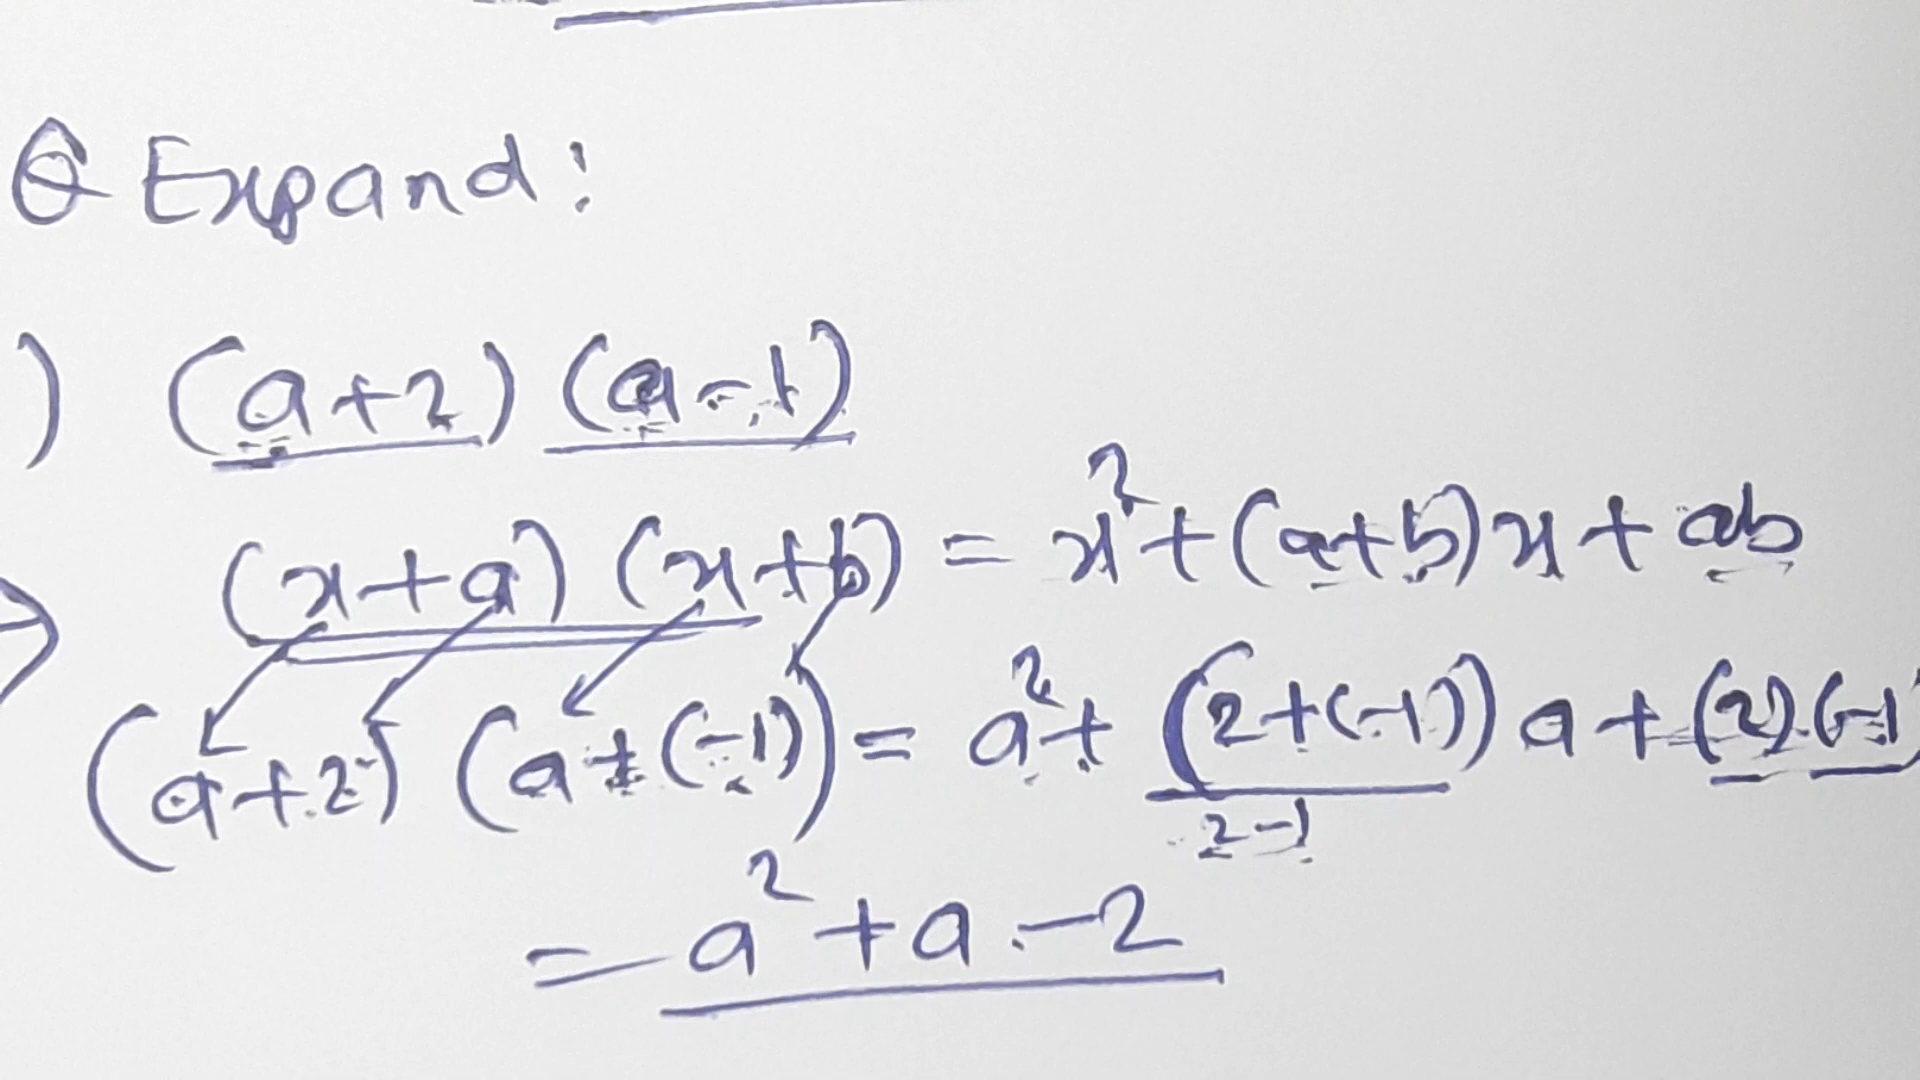 Q Expand:
) (a+2) (a-1)
(x+a) (x+b) = x²+(a+b)x+ab
(a+2) (a+(-1)) = a²+ (2+(-1)) a + (2)(-1)
2-1
= a²+a-2